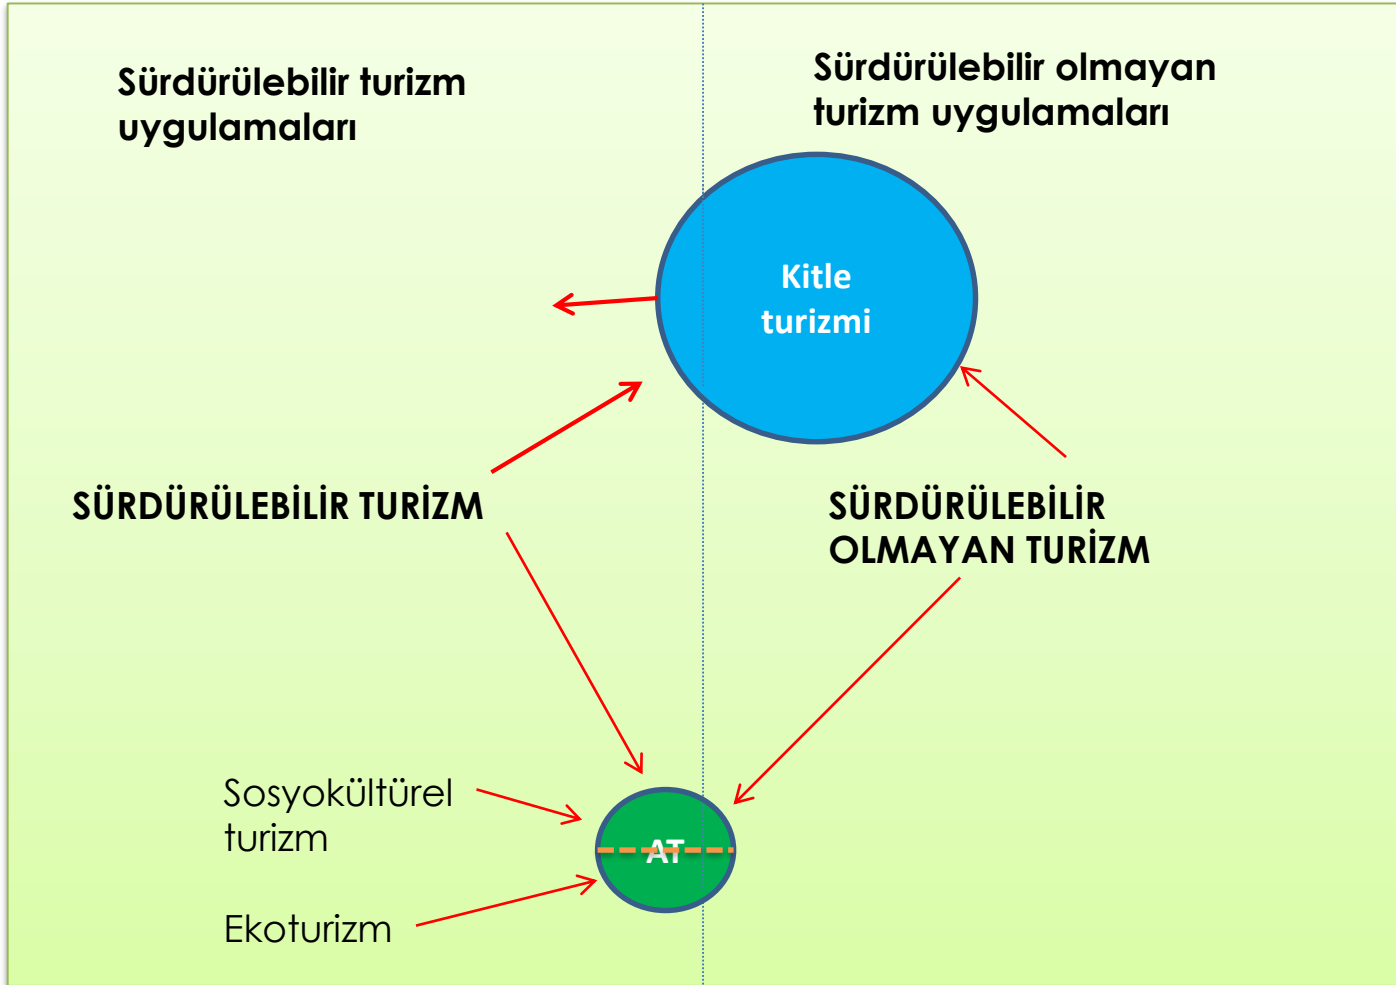 Sürdürülebilir turizm
uygulamaları
Sürdürülebilir olmayan
turizm uygulamaları
Kitle
turizmi
SÜRDÜRÜLEBİLİR TURİZM
SÜRDÜRÜLEBİLİR
OLMAYAN TURİZM
Sosyokültürel
turizm
AT
Ekoturizm